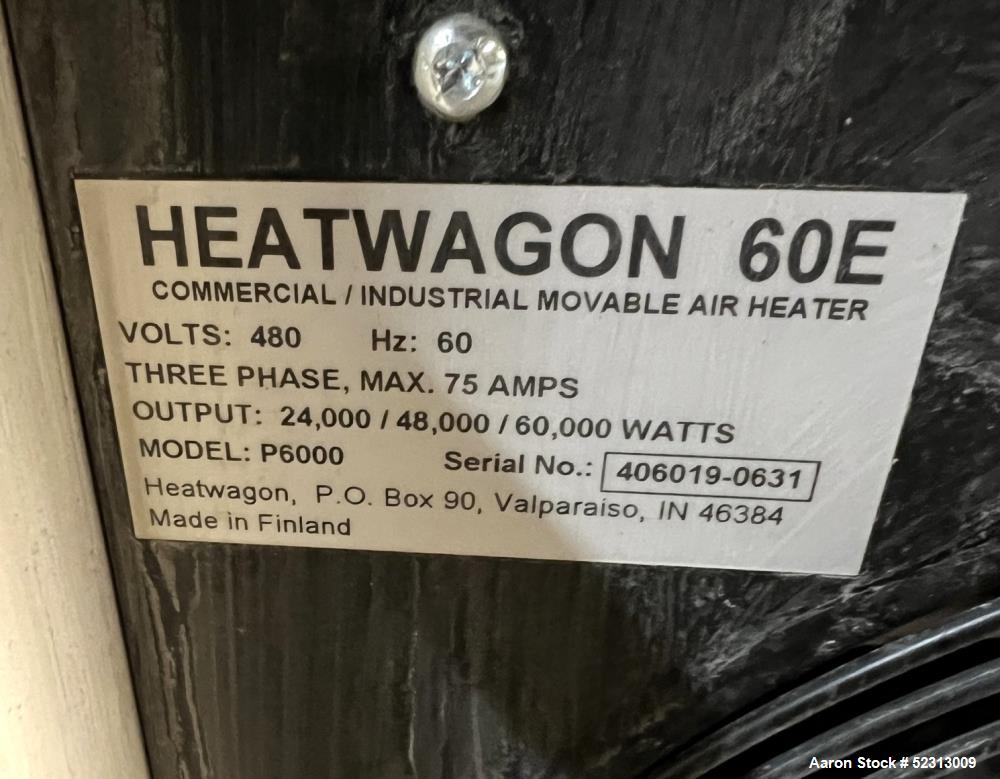 HEATWAGON 60E
COMMERCIAL / INDUSTRIAL MOVABLE AIR HEATER
VOLTS: 480 Hz: 60
THREE PHASE, MAX. 75 AMPS
OUTPUT: 24,000 / 48,000 / 60,000 WATTS
MODEL: P6000 Serial No.: 406019-0631
Heatwagon, P.O. Box 90, Valparaiso, IN 46384
Made in Finland
Aaron Stock # 52313009